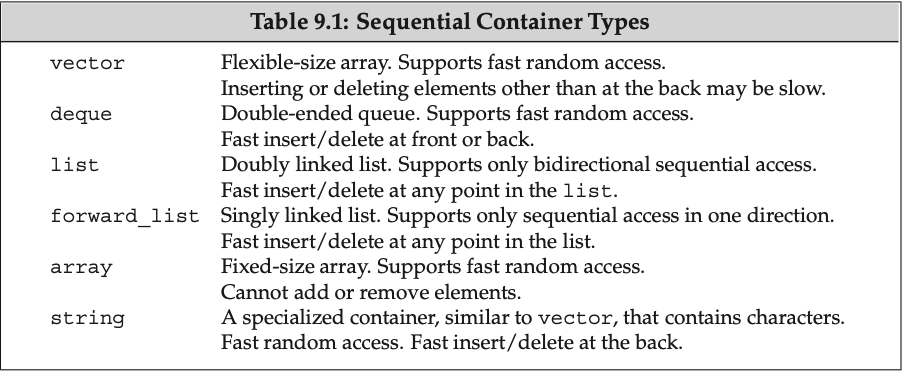 Table 9.1: Sequential Container Types
vector Flexible-size array. Supports fast random access.
Inserting or deleting elements other than at the back may be slow.
deque Double-ended queue. Supports fast random access.
Fast insert/delete at front or back.
list Doubly linked list. Supports only bidirectional sequential access.
Fast insert/delete at any point in the list.
forward_list Singly linked list. Supports only sequential access in one direction.
Fast insert/delete at any point in the list.
array Fixed-size array. Supports fast random access.
Cannot add or remove elements.
string A specialized container, similar to vector, that contains characters.
Fast random access. Fast insert/delete at the back.